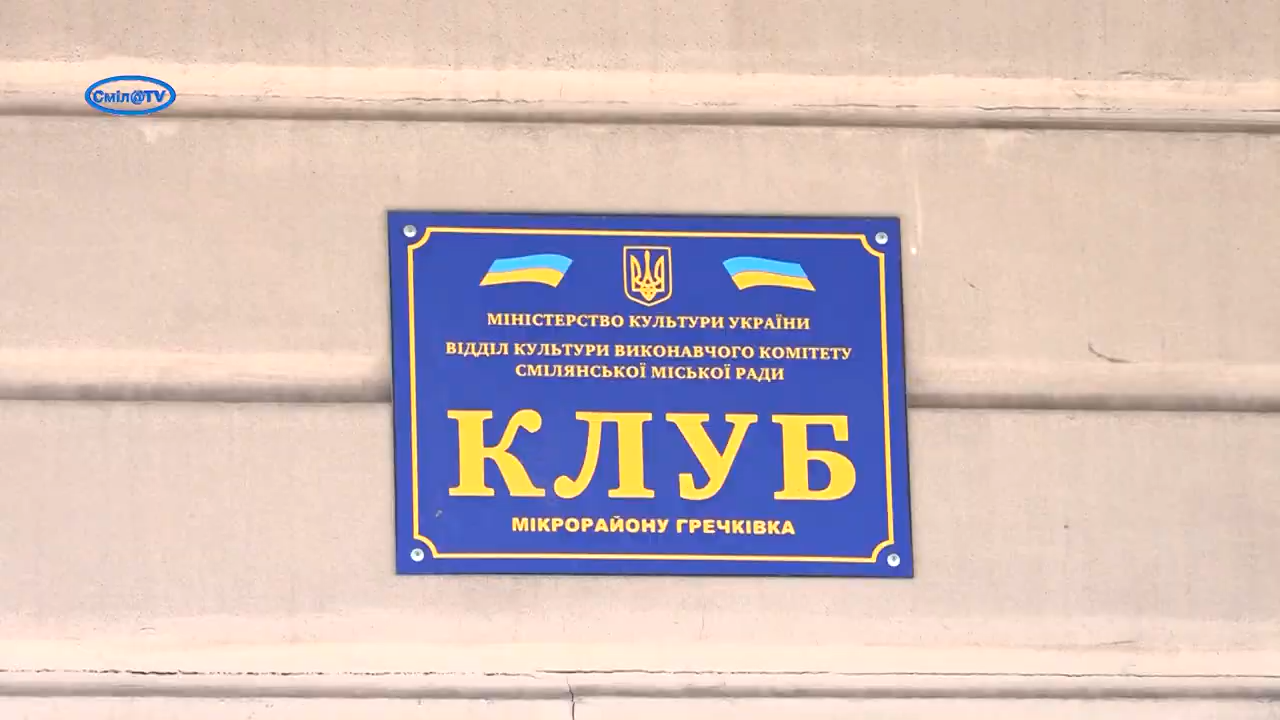 Сміл@TV
МІНІСТЕРСТВО КУЛЬТУРИ УКРАЇНИ
ВІДДІЛ КУЛЬТУРИ ВИКОНАВЧОГО КОМІТЕТУ
СМІЛЯНСЬКОЇ МІСЬКОЇ РАДИ
КЛУБ
МІКРОРАЙОНУ ГРЕЧКІВКА